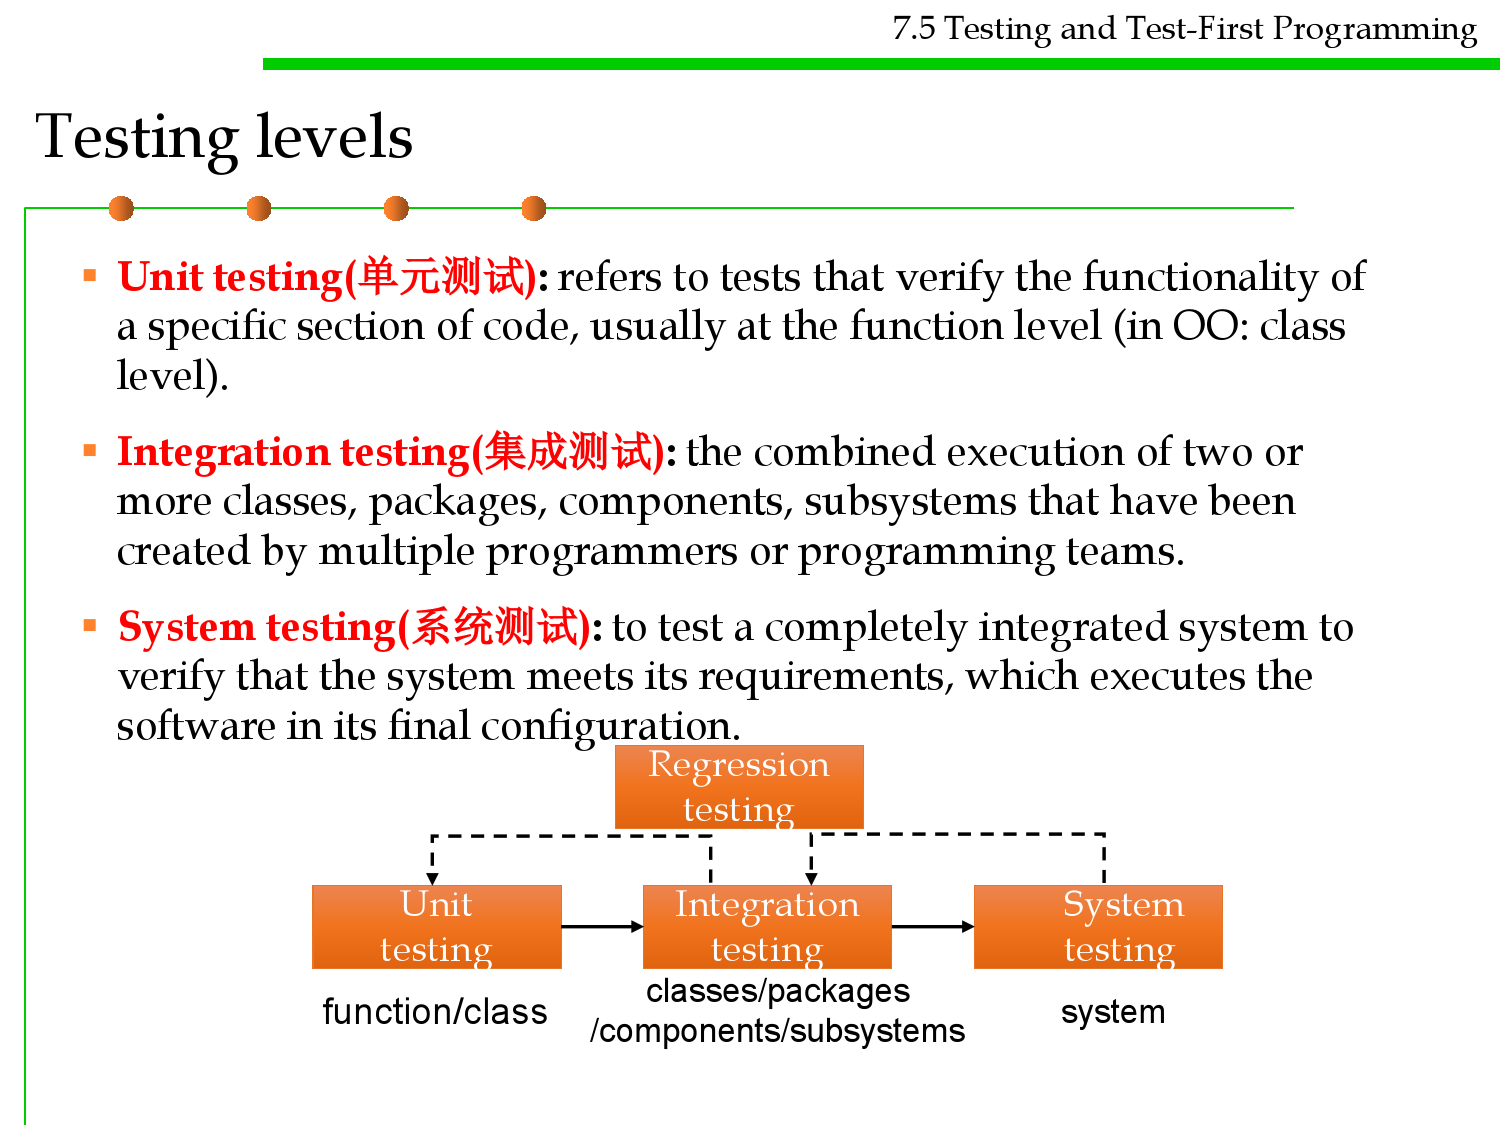 7.5 Testing and Test-First Programming
Testing levels
▪ Unit testing(单元测试): refers to tests that verify the functionality of
a specific section of code, usually at the function level (in OO: class
level).
▪ Integration testing(集成测试): the combined execution of two or
more classes, packages, components, subsystems that have been
created by multiple programmers or programming teams.
▪ System testing(系统测试): to test a completely integrated system to
verify that the system meets its requirements, which executes the
software in its final configuration.
Regression
testing
Unit
testing
Integration
testing
System
testing
function/class
classes/packages
/components/subsystems
system